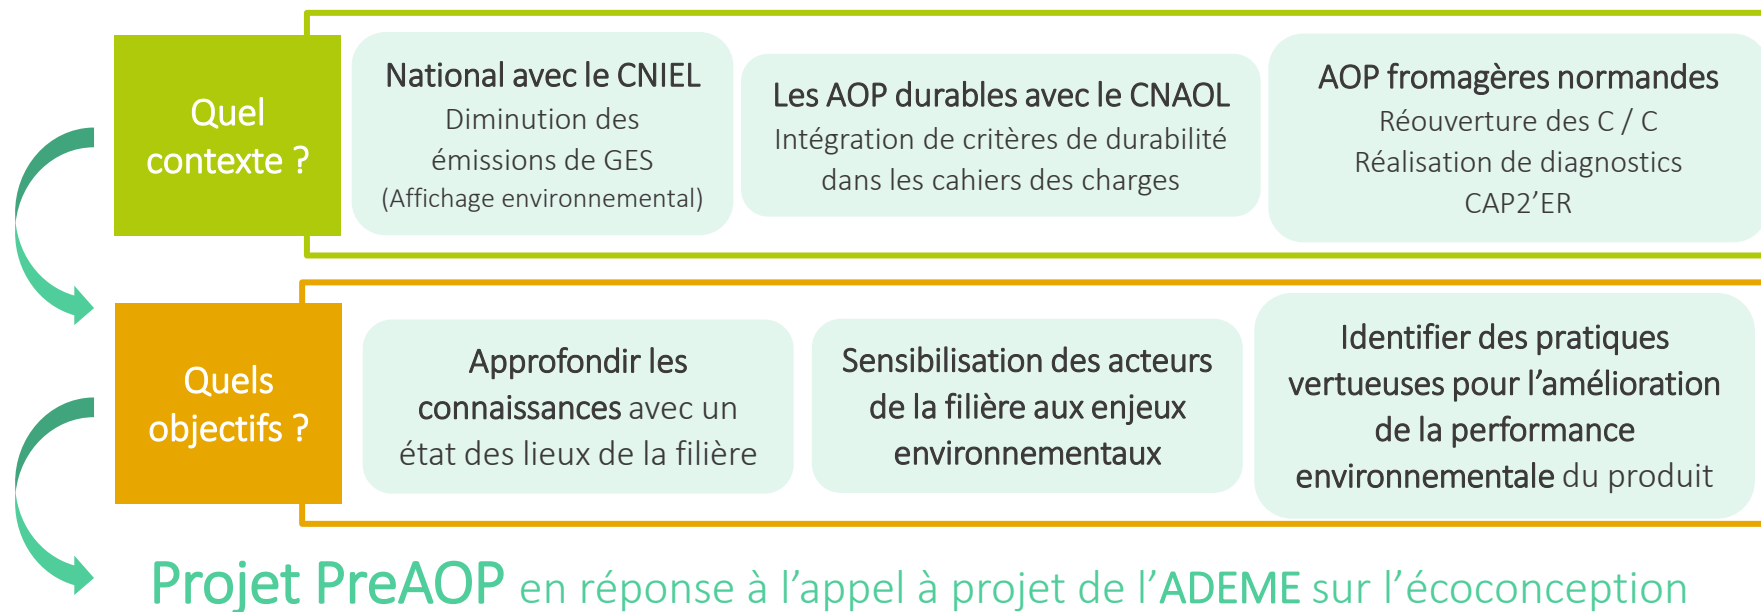 Quel
contexte ?
National avec le CNIEL
Diminution des
émissions de GES
(Affichage environnemental)
Les AOP durables avec le CNAOL
Intégration de critères de durabilité
dans les cahiers des charges
AOP fromagères normandes
Réouverture des C / C
Réalisation de diagnostics
CAP2’ER
Quels
objectifs ?
Approfondir les
connaissances avec un
état des lieux de la filière
Sensibilisation des acteurs
de la filière aux enjeux
environnementaux
Identifier des pratiques
vertueuses pour l’amélioration
de la performance
environnementale du produit
Projet PreAOP en réponse à l’appel à projet de l’ADEME sur l’écoconception